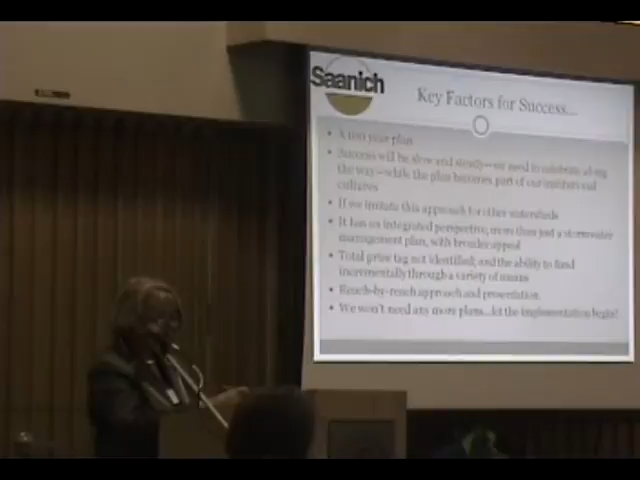 Saanich
Key Factors for Success...
A 100 year plan
Success will be slow and steady—we need to celebrate along
the way—while the plan becomes part of our institutional
cultures
If we imitate this approach for other watersheds
It has an integrated perspective, more than just a stormwater
management plan, with broader appeal
Total price tag not identified, and the ability to fund
incrementally through a variety of means
Reach-by-reach approach and presentation
We won't need any more plans...let the implementation begin!